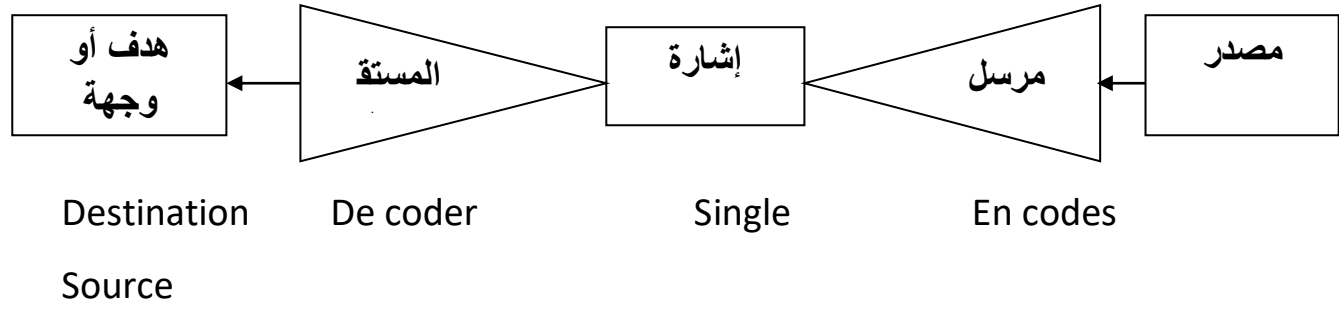 مصدر
مرسل
إشارة
المستق
هدف أو
وجهة
Destination De coder Single En codes
Source